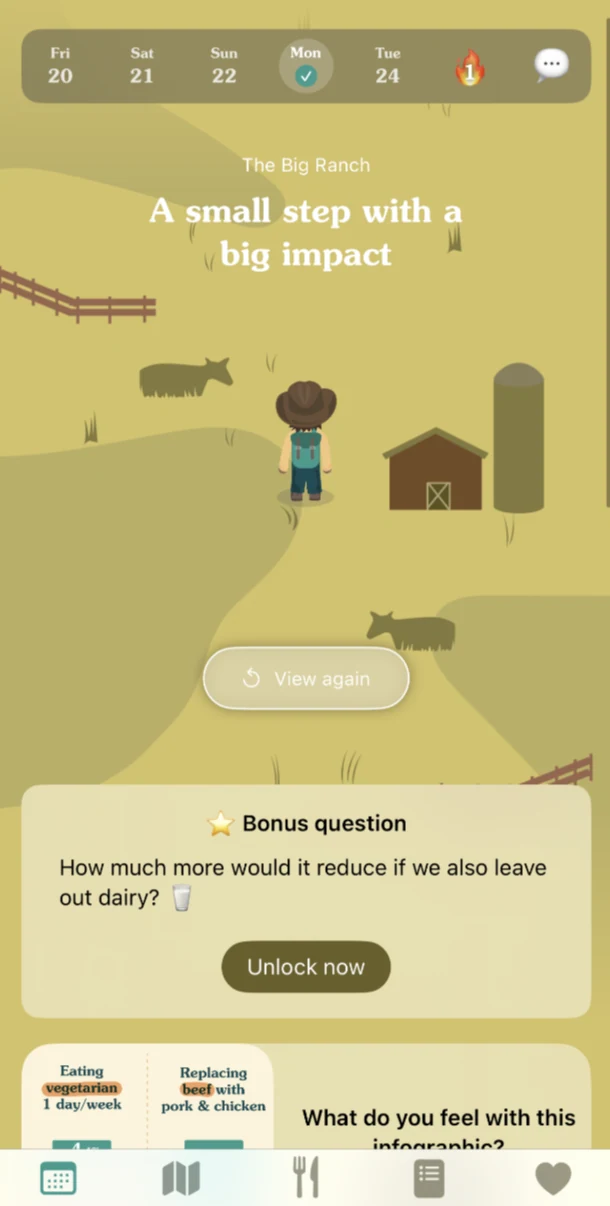 Fri Sat Sun Mon Tue
20 21 22 24 1
The Big Ranch
A small step with a
big impact
View again
Bonus question
How much more would it reduce if we also leave
out dairy?
Unlock now
Eating
vegetarian
1 day/week
Replacing
beef with
pork & chicken
What do you feel with this
infographic?